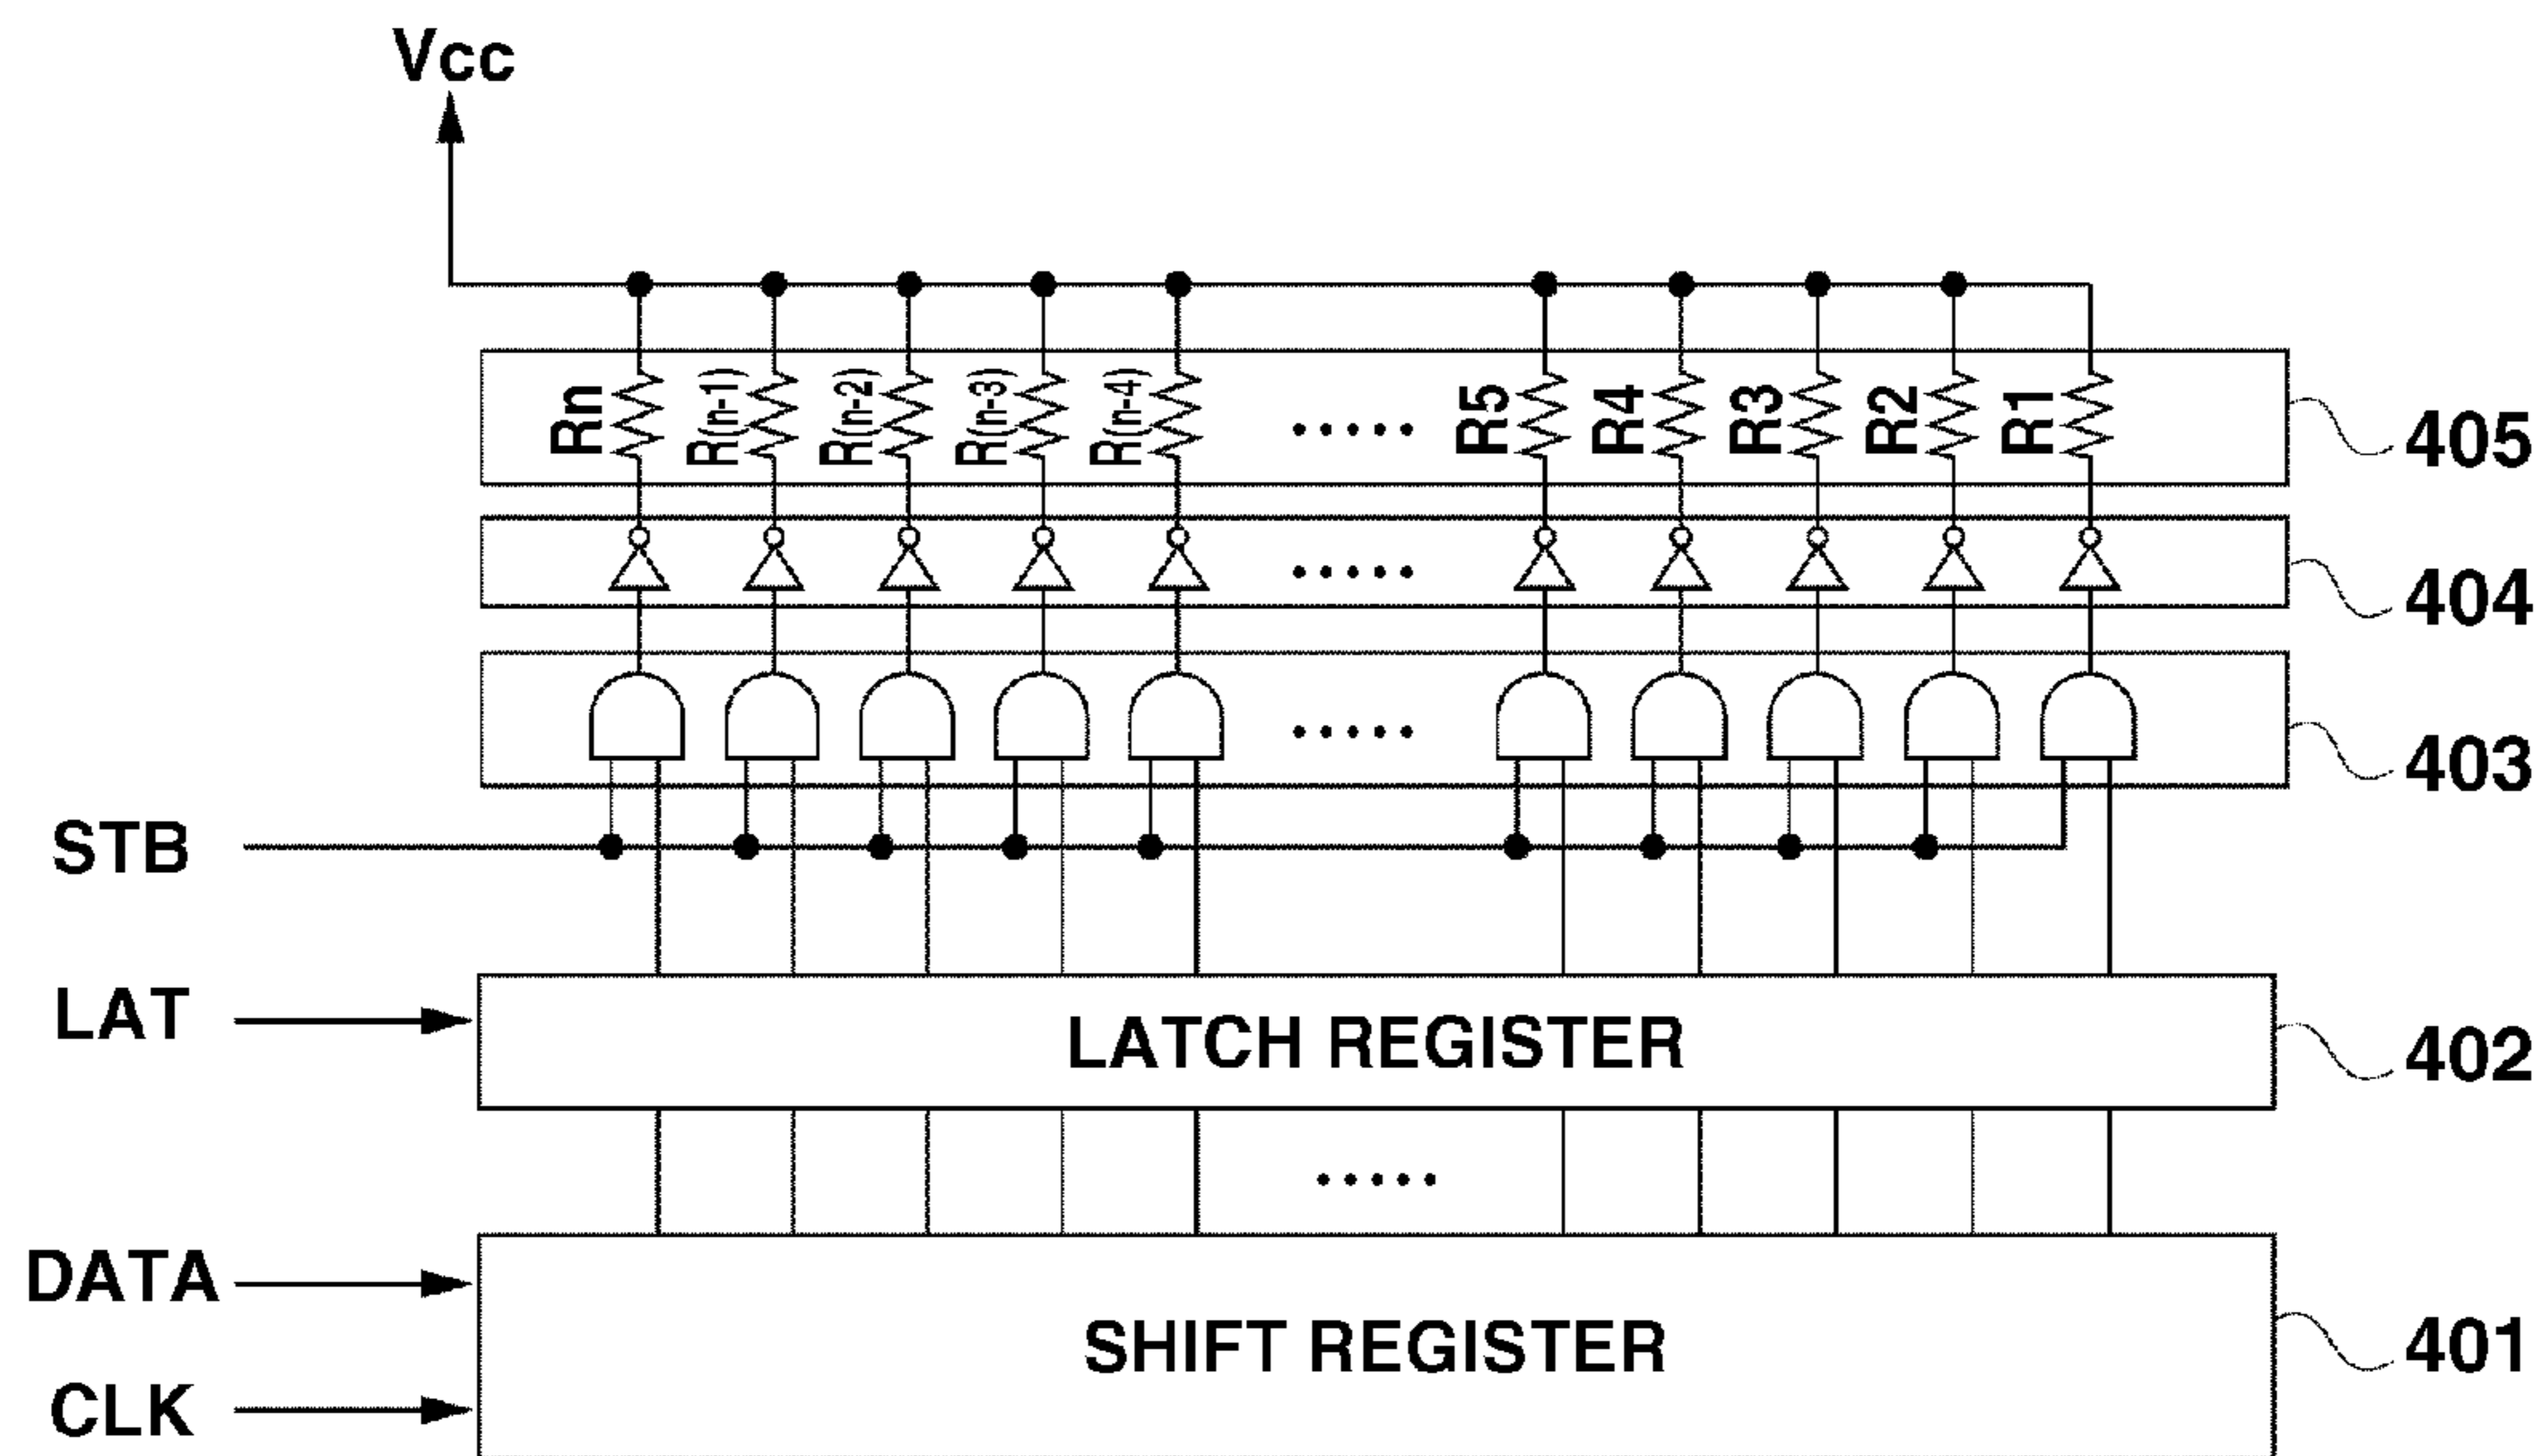 Vcc
Rn
R(n-1)
R(n-2)
R(n-3)
R(n-4)
.....
R5
R4
R3
R2
R1
405
.....
404
.....
403
STB
LAT
LATCH REGISTER
402
.....
DATA
SHIFT REGISTER
401
CLK